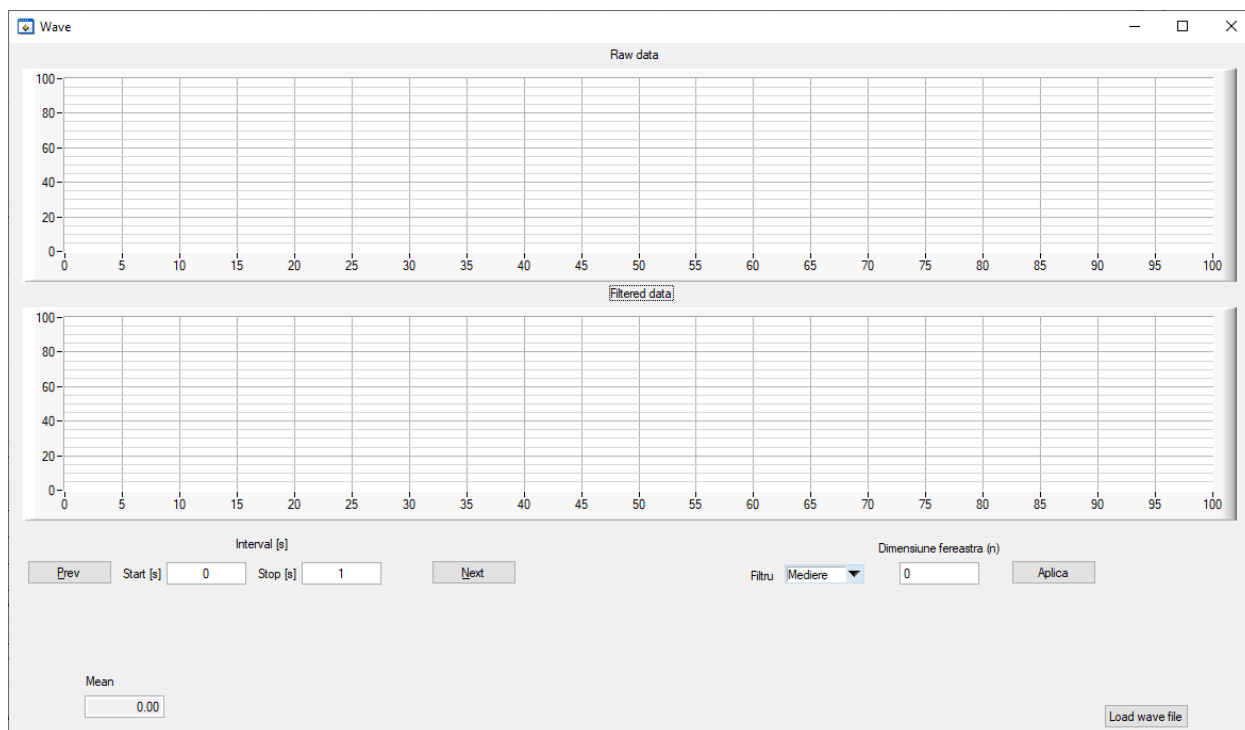 Wave
Raw data
100
80
60
40
20
0
0 5 10 15 20 25 30 35 40 45 50 55 60 65 70 75 80 85 90 95 100
Filtered data
100
80
60
40
20
0
0 5 10 15 20 25 30 35 40 45 50 55 60 65 70 75 80 85 90 95 100
Interval [s]
Dimensiune fereastra (n)
Prev Start [s] 0 Stop [s] 1 Next Filtru Mediere 0 Aplica
Mean
0.00
Load wave file